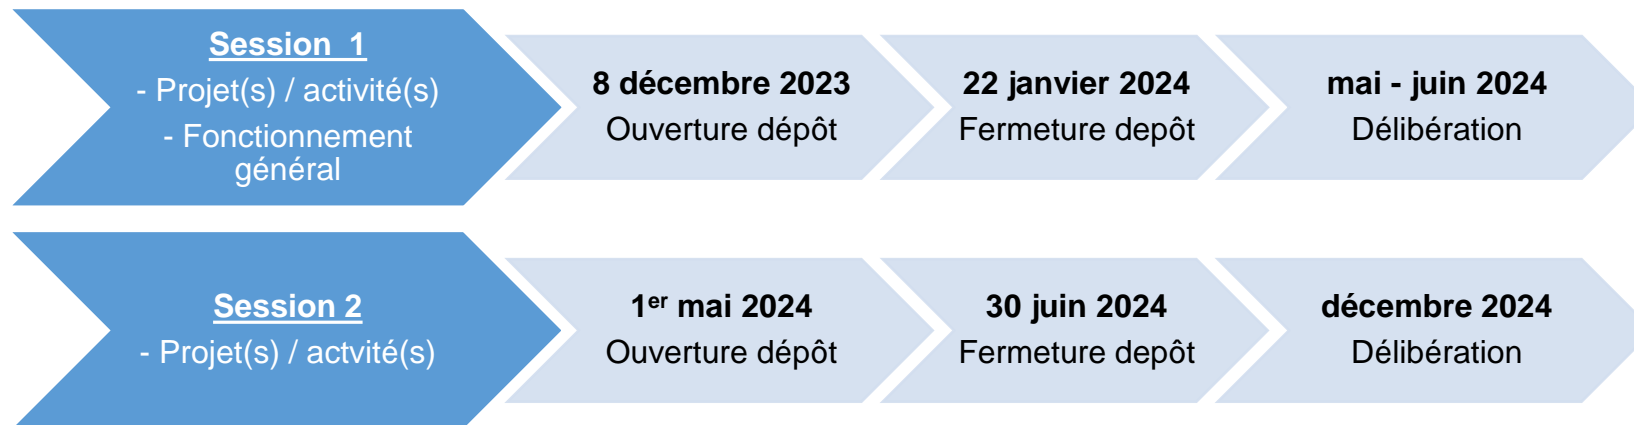 Session 1
- Projet(s) / activité(s)
- Fonctionnement
général
8 décembre 2023
Ouverture dépôt
22 janvier 2024
Fermeture depôt
mai - juin 2024
Délibération
Session 2
- Projet(s) / actvité(s)
1er mai 2024
Ouverture dépôt
30 juin 2024
Fermeture depôt
décembre 2024
Délibération